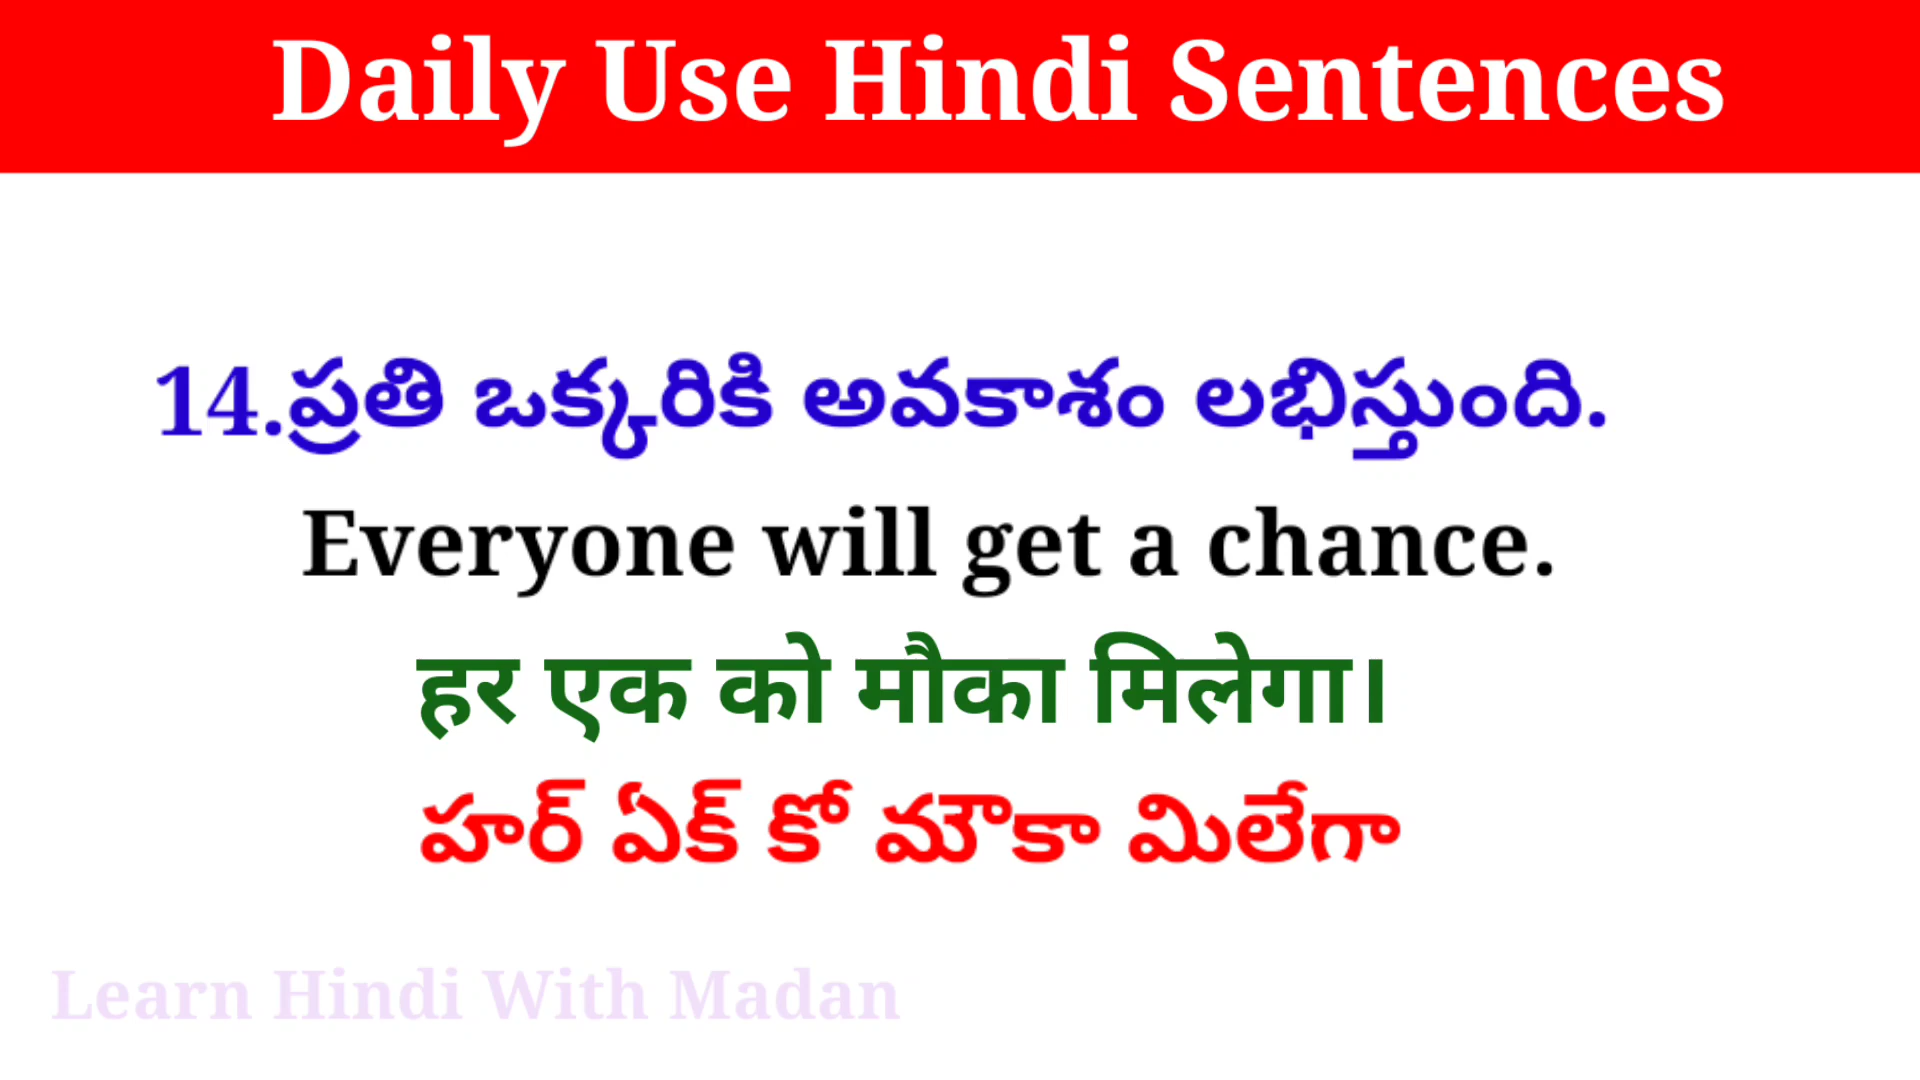 Daily Use Hindi Sentences
14.ప్రతి ఒక్కరికి అవకాశం లభిస్తుంది.
Everyone will get a chance.
हर एक को मौका मिलेगा।
హర్ ఏక్ కో మౌకా మిలేగా
Learn Hindi With Madan